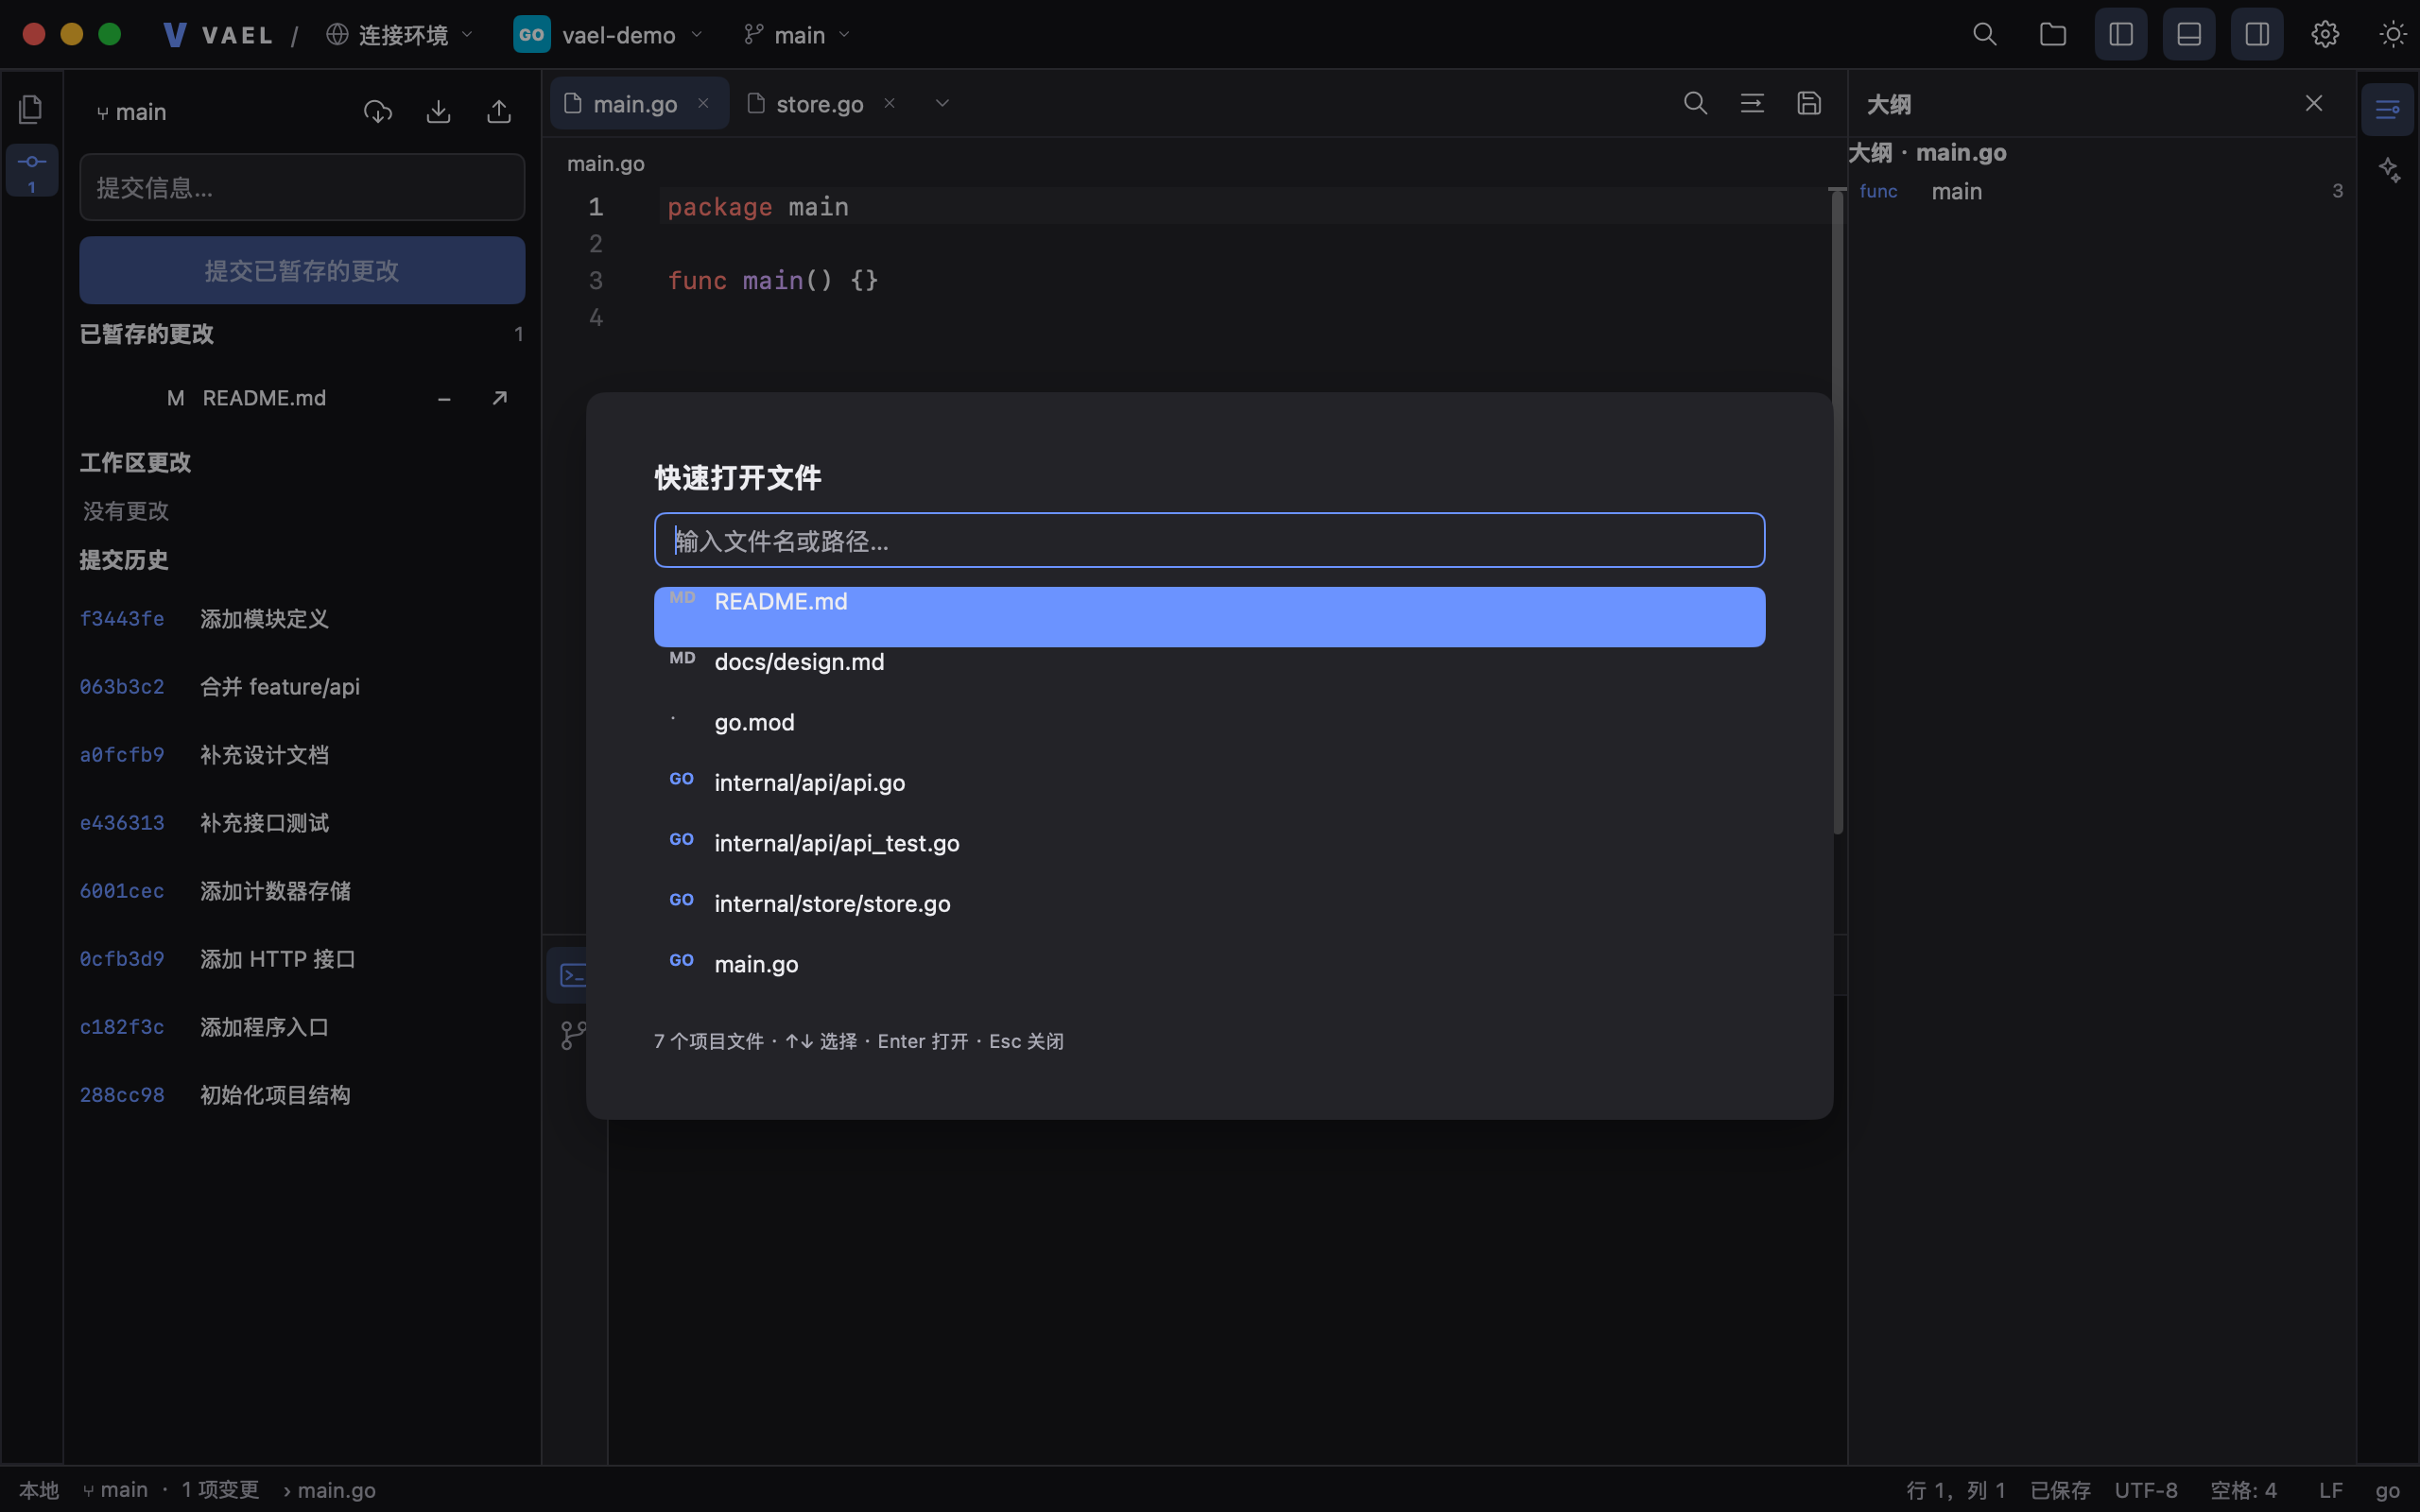 VAEL / 连接环境 GO vael-demo main
1
main
提交信息...
提交已暂存的更改
已暂存的更改 1
M README.md
工作区更改
没有更改
提交历史
f3443fe 添加模块定义
063b3c2 合并 feature/api
a0fcfb9 补充设计文档
e436313 补充接口测试
6001cec 添加计数器存储
0cfb3d9 添加 HTTP 接口
c182f3c 添加程序入口
288cc98 初始化项目结构
main.go store.go
main.go
1 package main
2
3 func main() {}
4
快速打开文件
输入文件名或路径...
MD README.md
MD docs/design.md
· go.mod
GO internal/api/api.go
GO internal/api/api_test.go
GO internal/store/store.go
GO main.go
7 个项目文件 · ↑↓ 选择 · Enter 打开 · Esc 关闭
大纲
大纲 · main.go
func main 3
本地 main · 1 项变更 › main.go 行 1，列 1 已保存 UTF-8 空格: 4 LF go